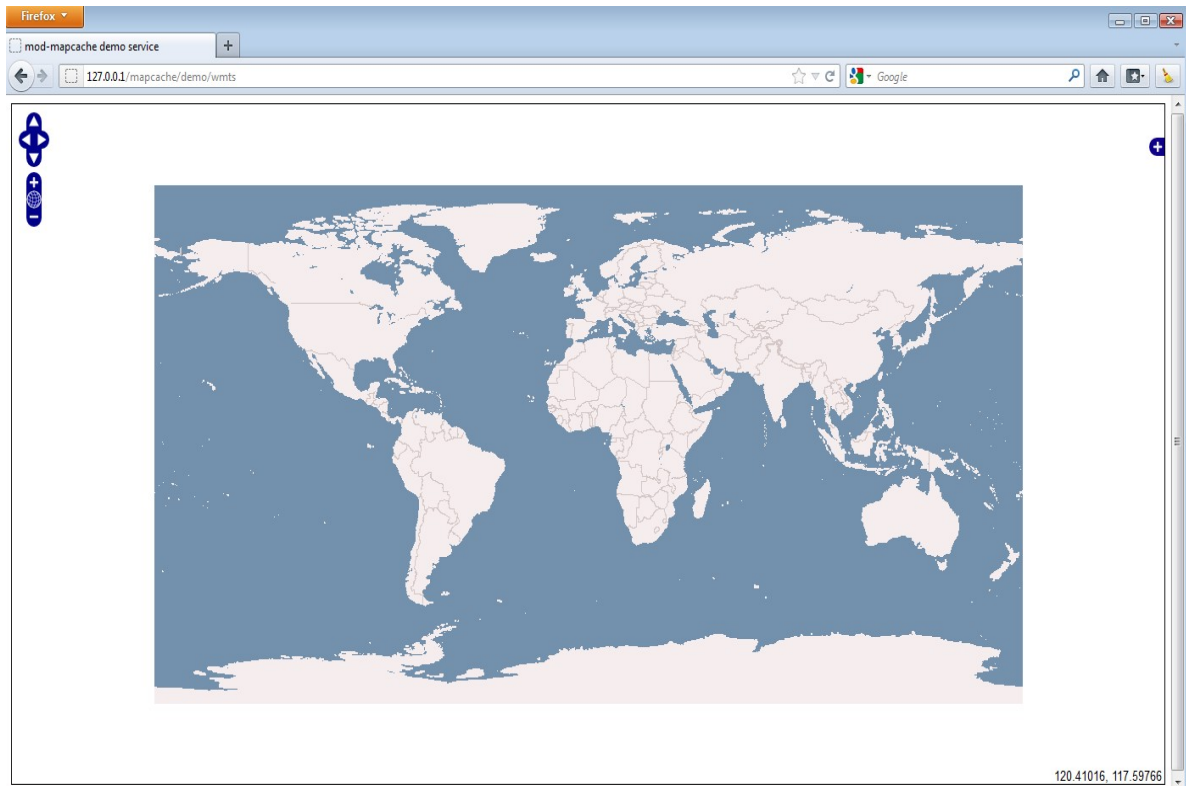 Firefox
mod-mapcache demo service
127.0.0.1/mapcache/demo/wmts
Google
120.41016, 117.59766